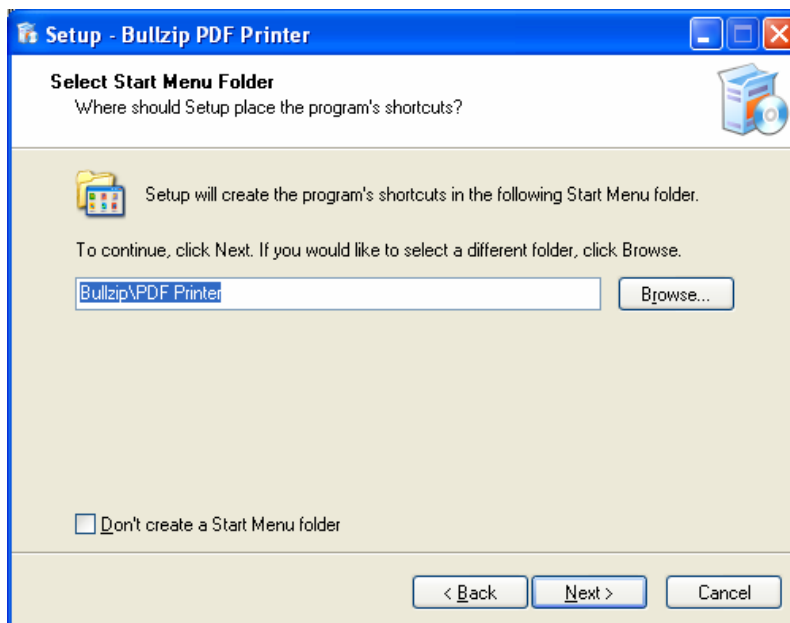 Setup - Bullzip PDF Printer
Select Start Menu Folder
Where should Setup place the program's shortcuts?
Setup will create the program's shortcuts in the following Start Menu folder.
To continue, click Next. If you would like to select a different folder, click Browse.
Bullzip\PDF Printer
Browse...
Don't create a Start Menu folder
< Back
Next >
Cancel